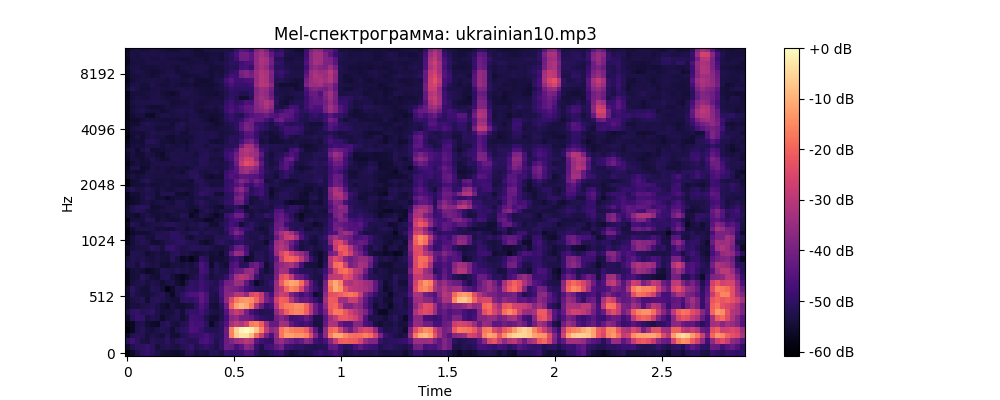 Mel-спектрограмма: ukrainian10.mp3
8192
4096
2048
1024
512
0
Hz
0
0.5
1
1.5
2
2.5
Time
+0 dB
-10 dB
-20 dB
-30 dB
-40 dB
-50 dB
-60 dB